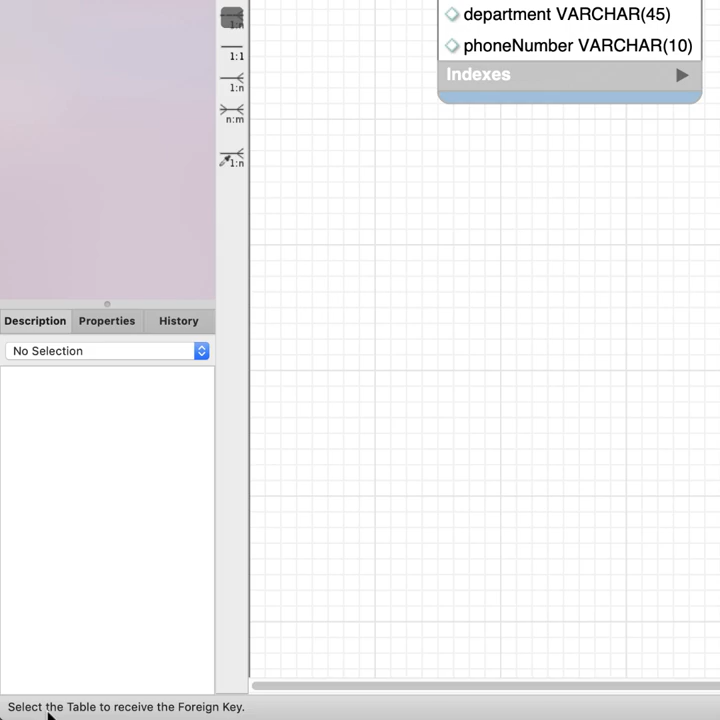 department VARCHAR(45)
phoneNumber VARCHAR(10)
Indexes
1:n
1:1
1:n
n:m
1:n
Description Properties History
No Selection
Select the Table to receive the Foreign Key.